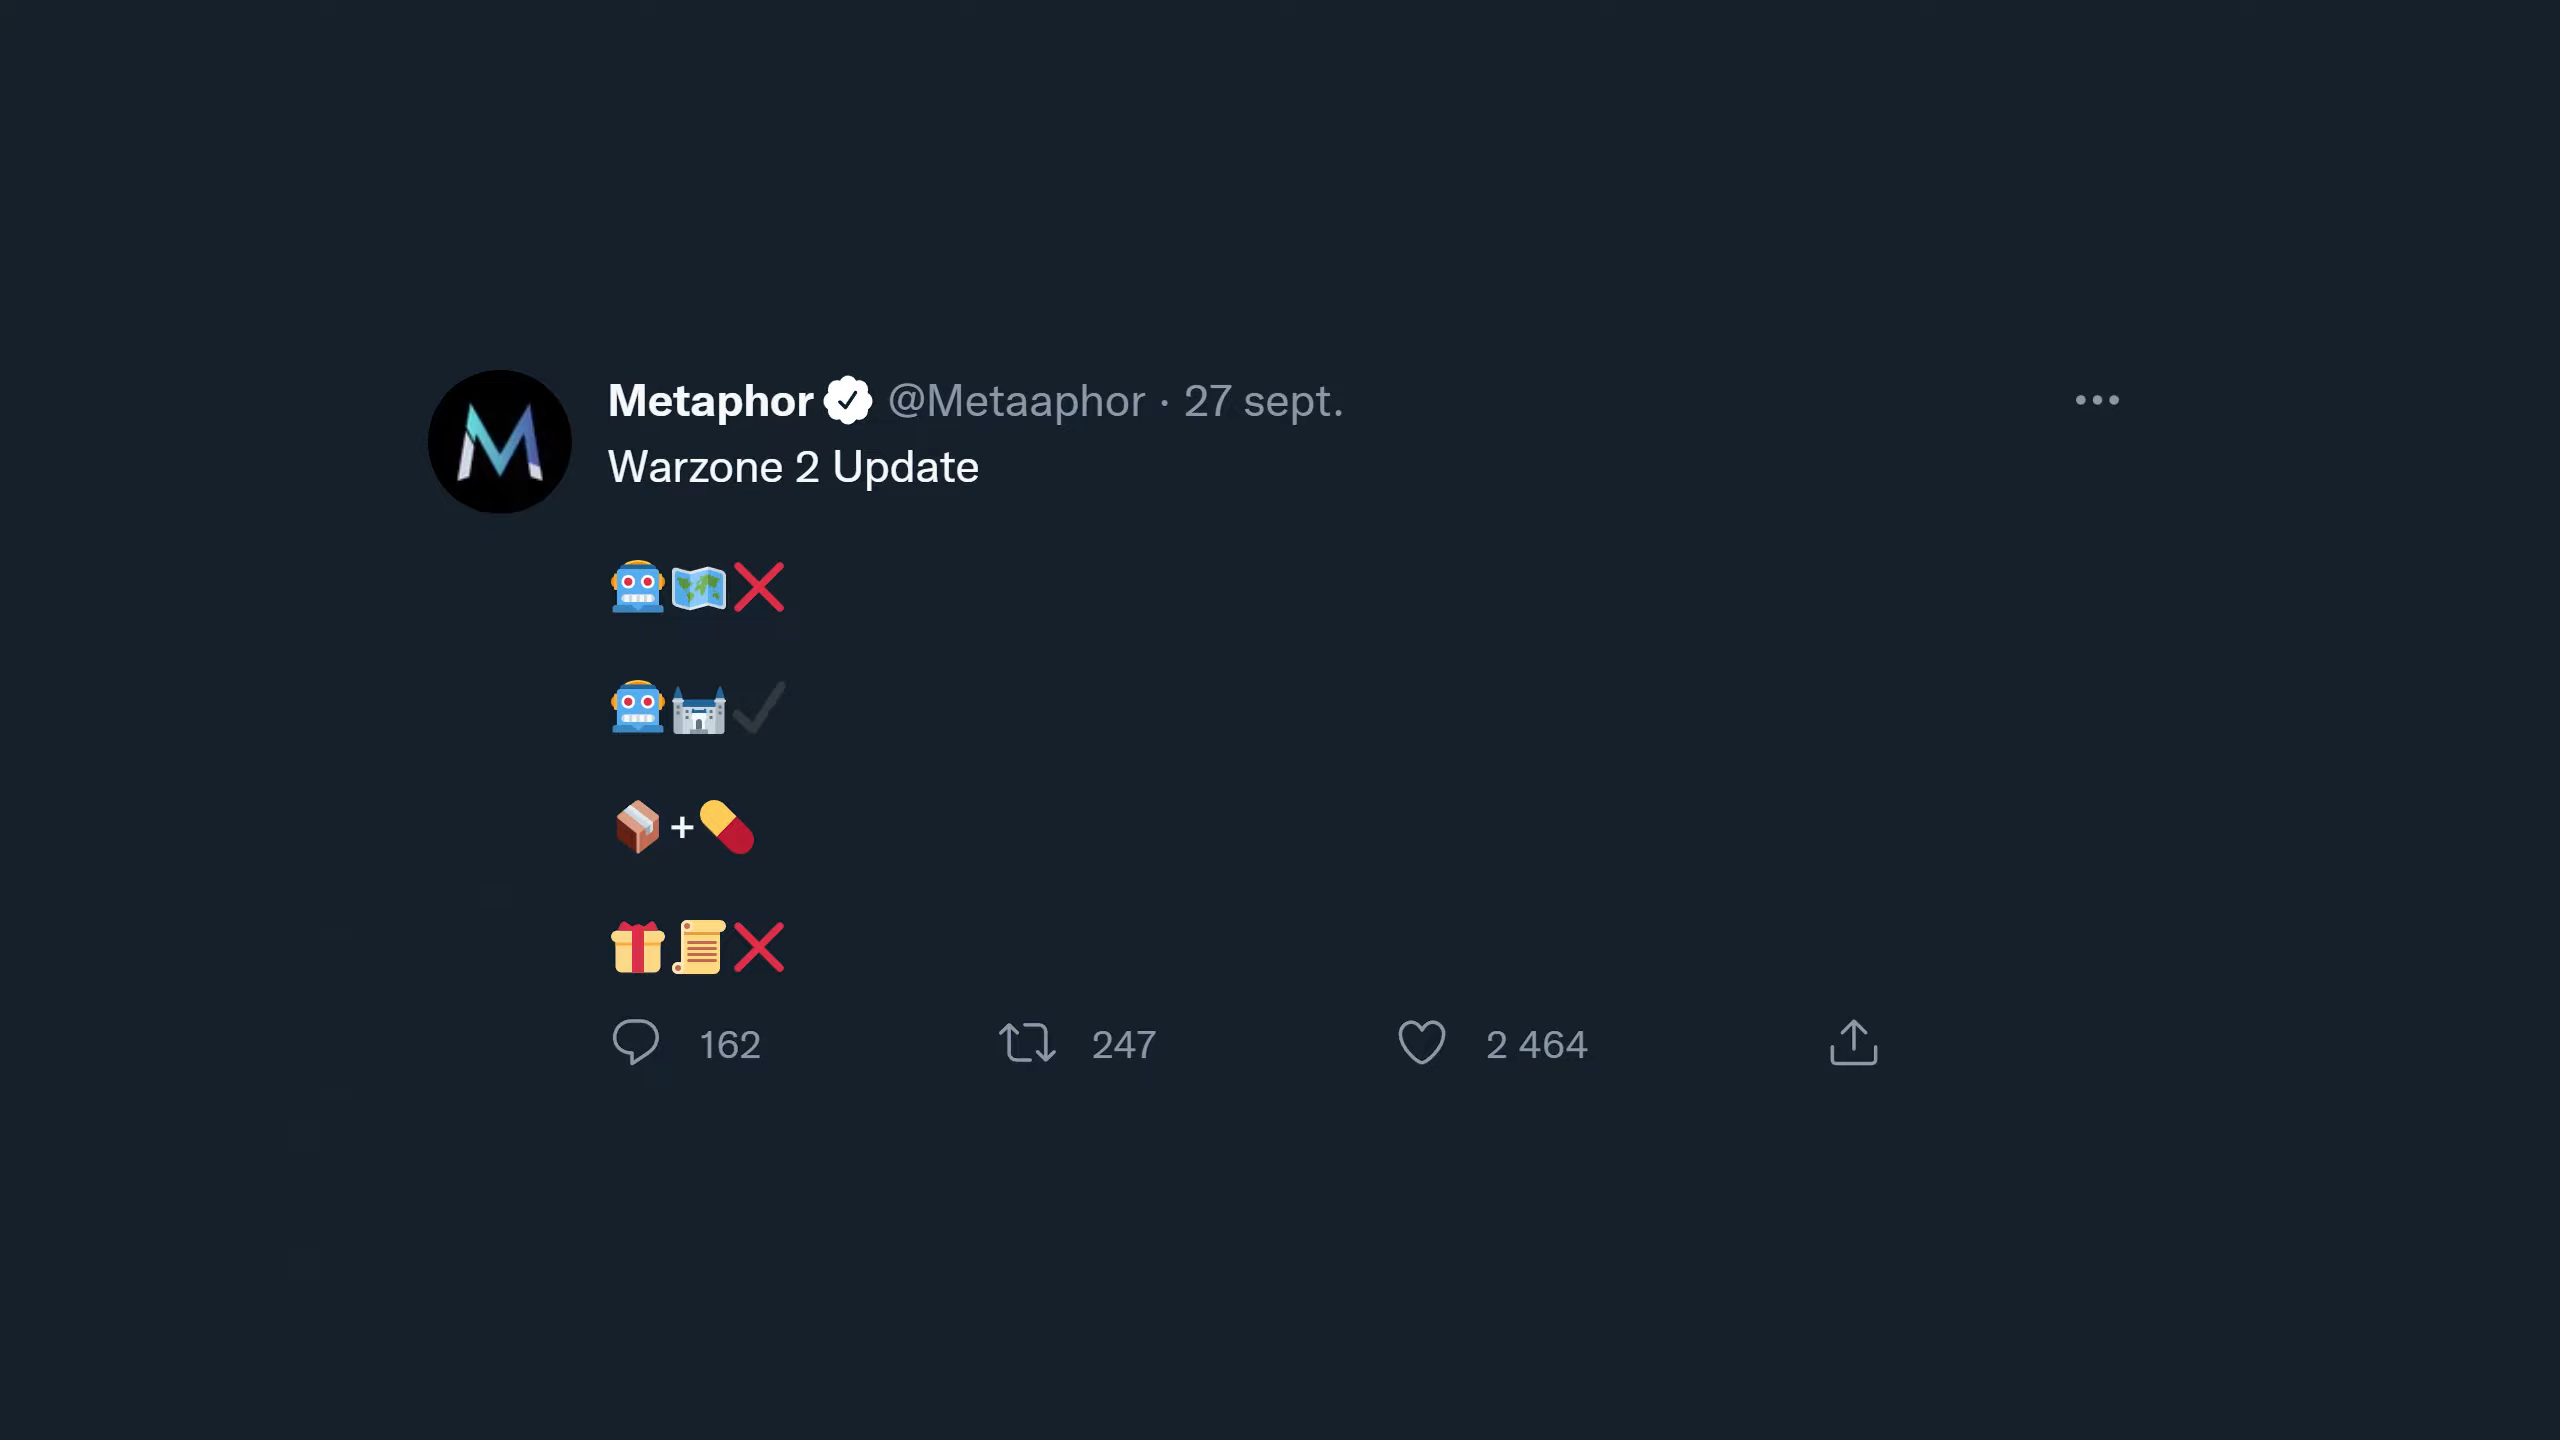 Metaphor @Metaaphor · 27 sept.
Warzone 2 Update
🤖🗺️❌
🤖🏰✔️
📦+💊
🎁📜❌
162 247 2 464